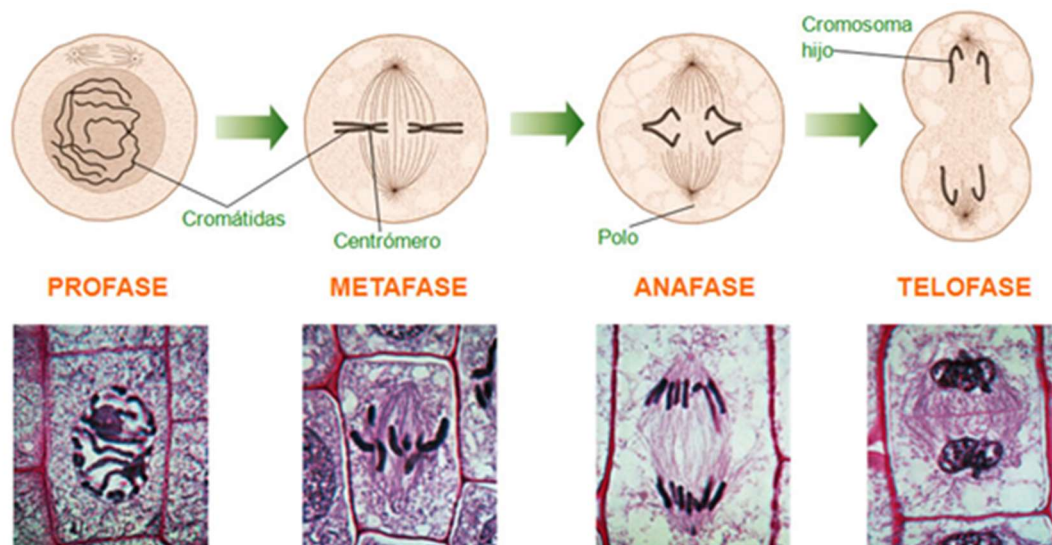 Cromosoma
hijo
Cromátidas
Centrómero
Polo
PROFASE
METAFASE
ANAFASE
TELOFASE